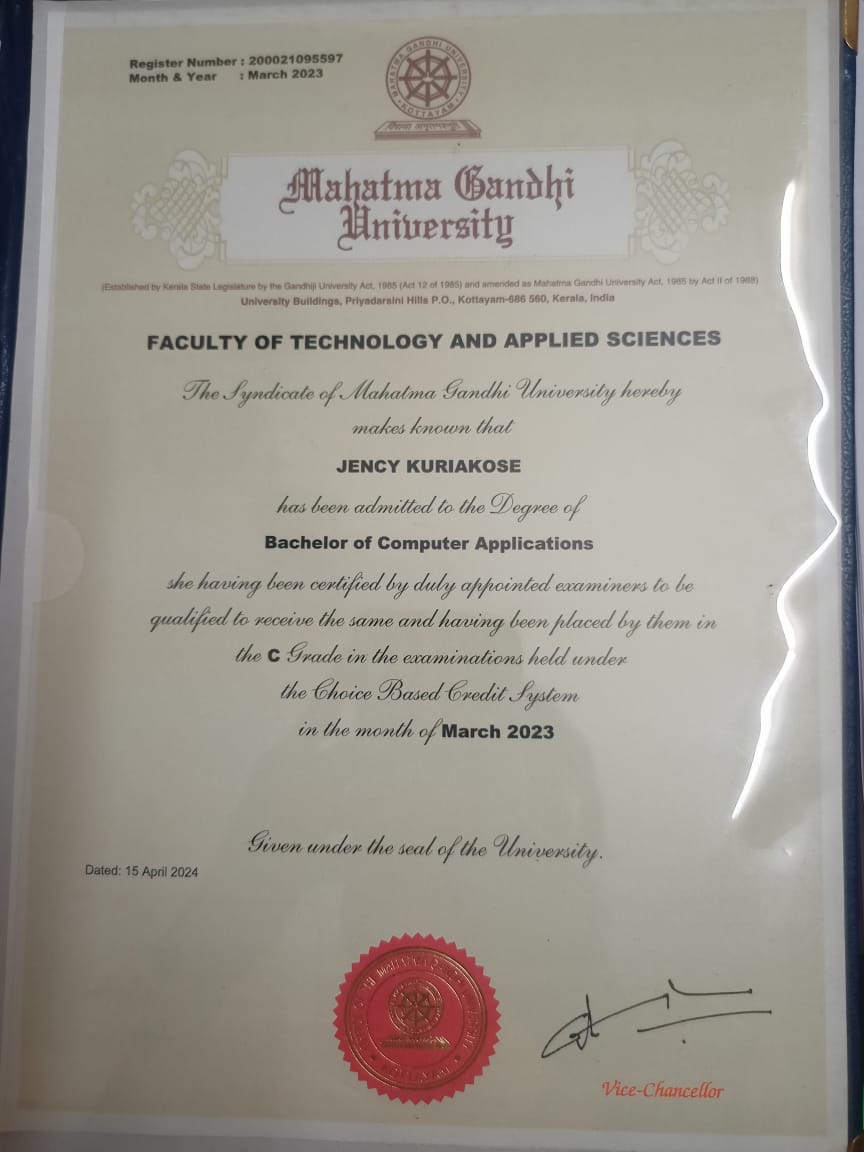 Register Number : 200021095597
Month & Year : March 2023
MAHATMA GANDHI UNIVERSITY
KOTTAYAM
Mahatma Gandhi
University
(Established by Kerala State Legislature by the Gandhiji University Act, 1985 (Act 12 of 1985) and amended as Mahatma Gandhi University Act, 1985 by Act II of 1988)
University Buildings, Priyadarsini Hills P.O., Kottayam-686 560, Kerala, India
FACULTY OF TECHNOLOGY AND APPLIED SCIENCES
The Syndicate of Mahatma Gandhi University hereby
makes known that
JENCY KURIAKOSE
has been admitted to the Degree of
Bachelor of Computer Applications
she having been certified by duly appointed examiners to be
qualified to receive the same and having been placed by them in
the C Grade in the examinations held under
the Choice Based Credit System
in the month of March 2023
Given under the seal of the University.
Dated: 15 April 2024
Vice-Chancellor